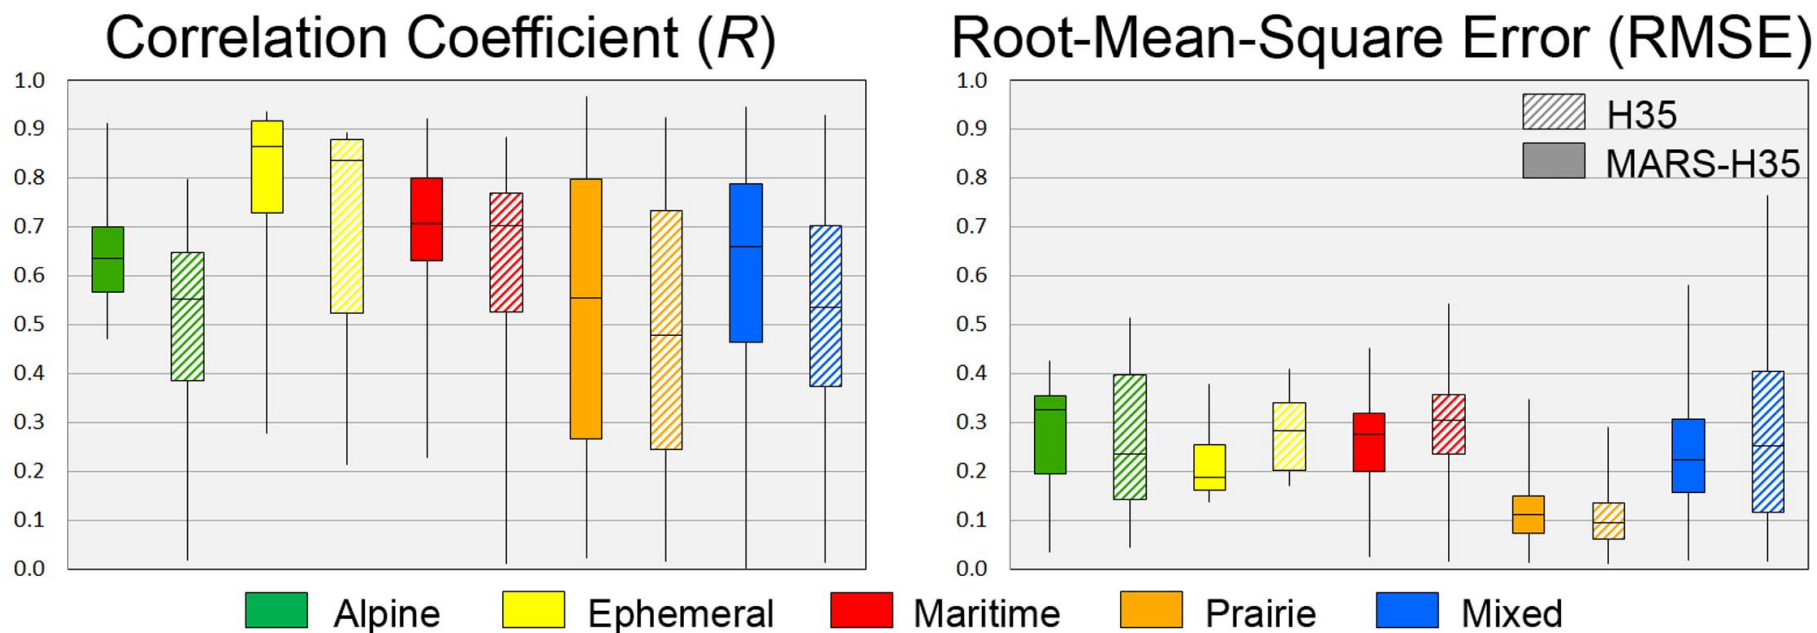 Correlation Coefficient (R)
Root-Mean-Square Error (RMSE)
1.0
0.9
0.8
0.7
0.6
0.5
0.4
0.3
0.2
0.1
0.0
1.0
0.9
0.8
0.7
0.6
0.5
0.4
0.3
0.2
0.1
0.0
H35
MARS-H35
Alpine
Ephemeral
Maritime
Prairie
Mixed